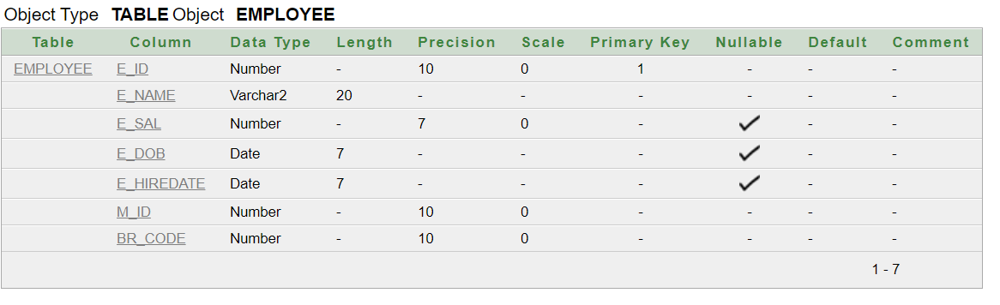 Object Type TABLE Object EMPLOYEE
Table Column Data Type Length Precision Scale Primary Key Nullable Default Comment
EMPLOYEE E_ID Number - 10 0 1 - - -
E_NAME Varchar2 20 - - - - - -
E_SAL Number - 7 0 - ✓ - -
E_DOB Date 7 - - - ✓ - -
E_HIREDATE Date 7 - - - ✓ - -
M_ID Number - 10 0 - - - -
BR_CODE Number - 10 0 - - - -
1 - 7